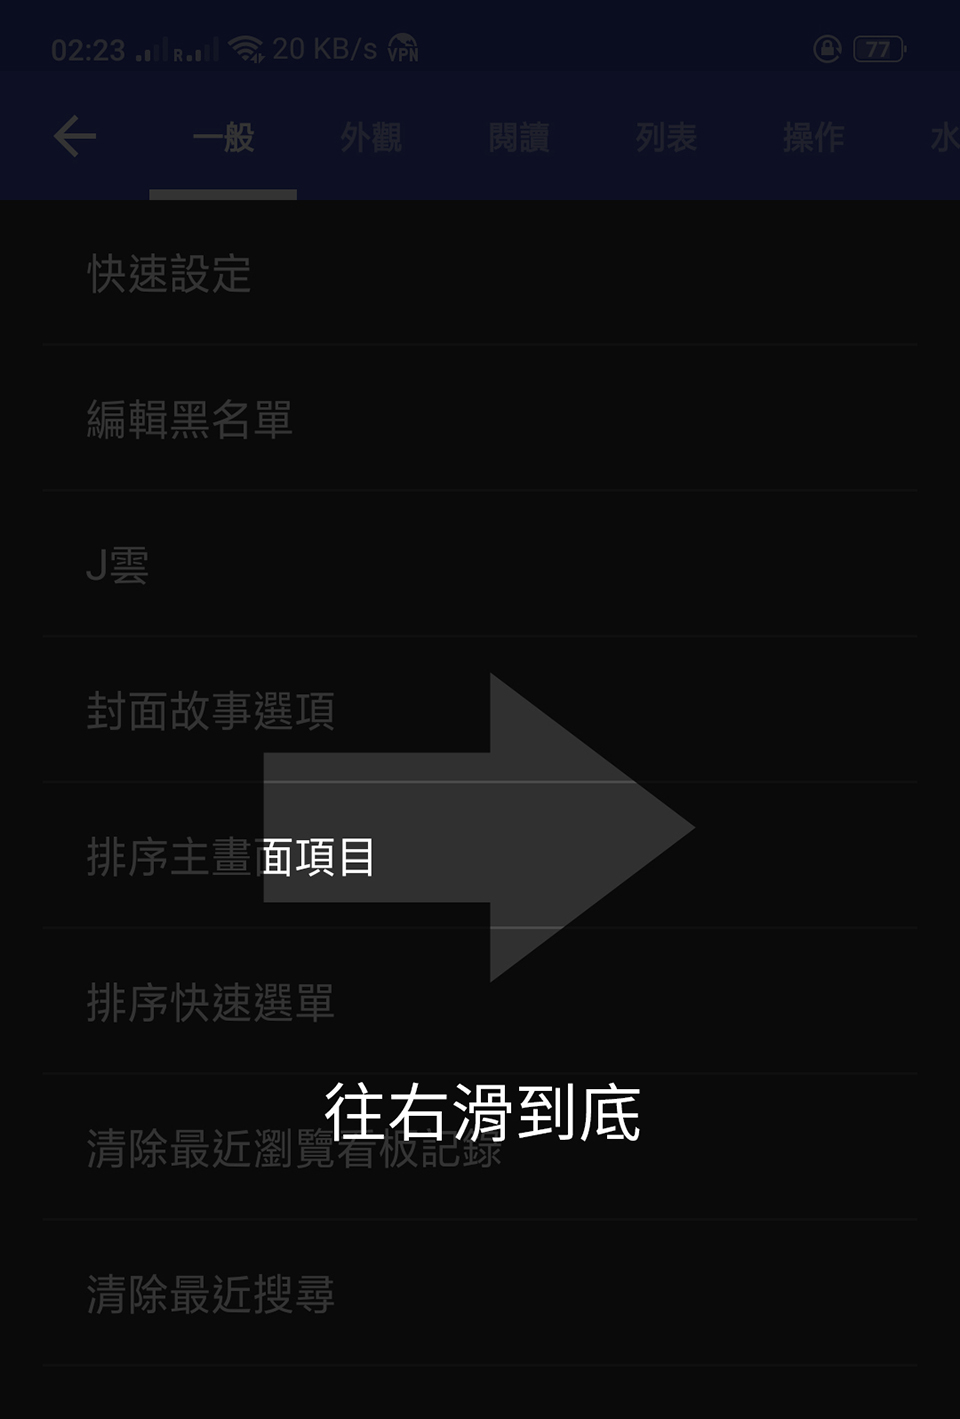 02:23 R 20 KB/s VPN 77
一般 外觀 閱讀 列表 操作 水
快速設定
編輯黑名單
J雲
封面故事選項
排序主畫面項目
排序快速選單
往右滑到底
清除最近瀏覽看板記錄
清除最近搜尋